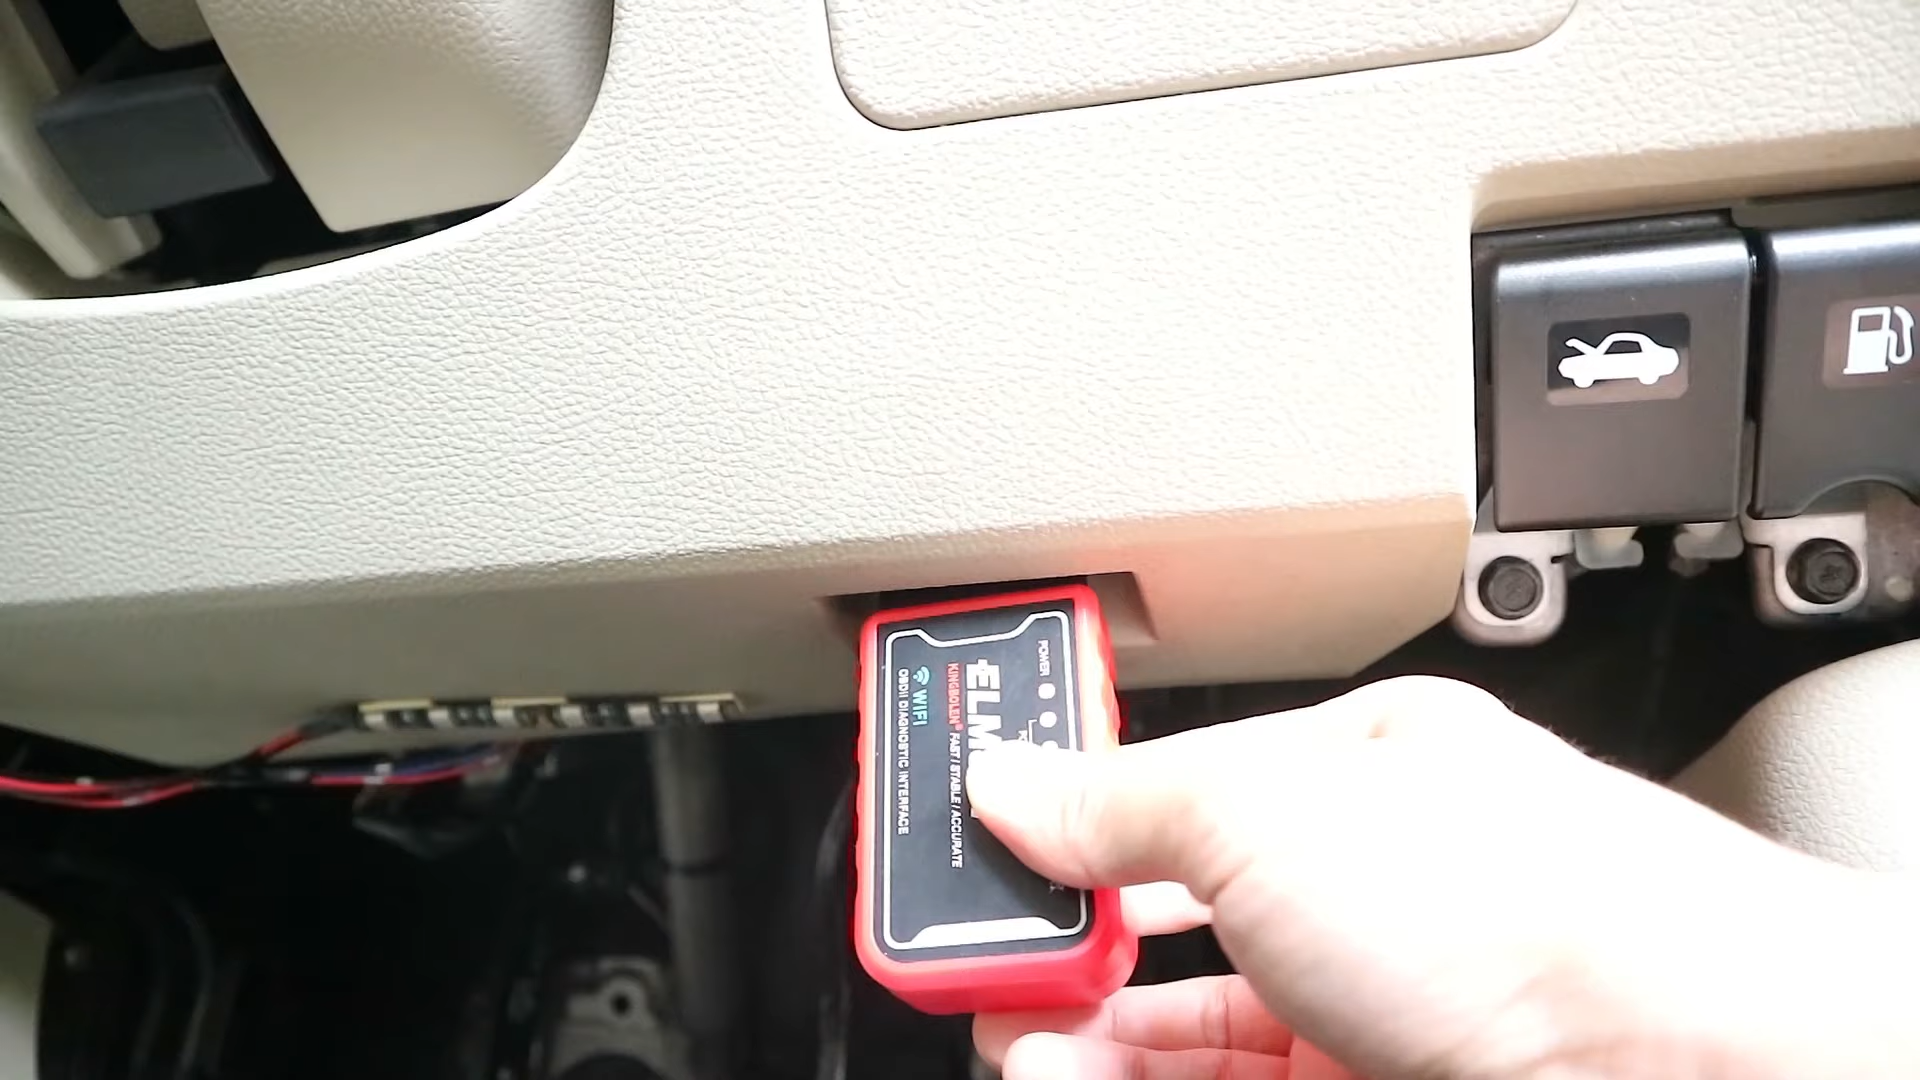 POWER
ELM
KINGBOLEN® FAST / STABLE / ACCURATE
WIFI
OBDII DIAGNOSTIC INTERFACE